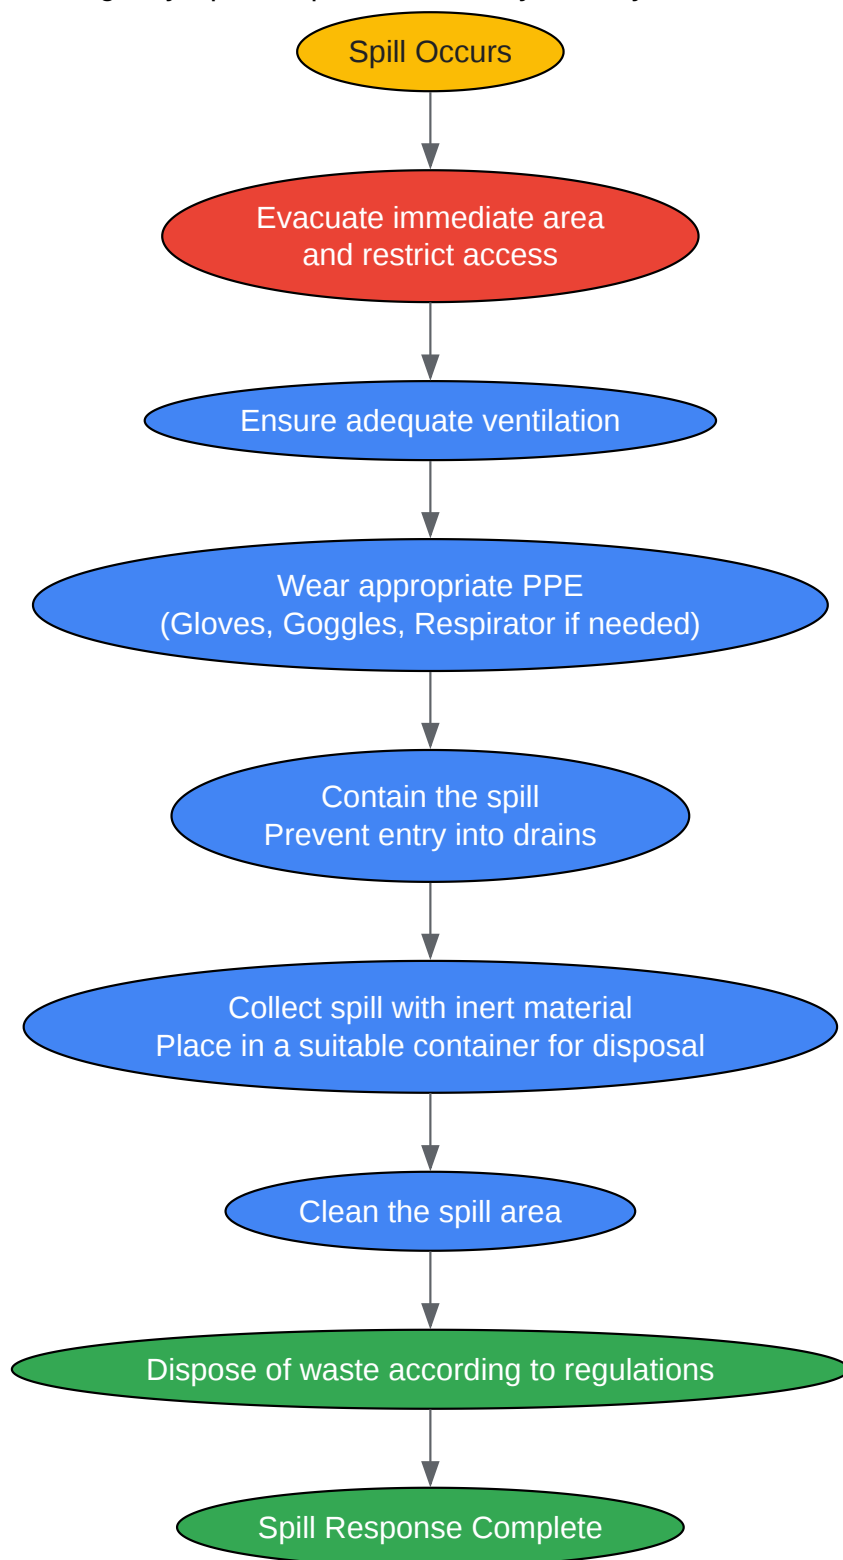 Spill Occurs
Evacuate immediate area
and restrict access
Ensure adequate ventilation
Wear appropriate PPE
(Gloves, Goggles, Respirator if needed)
Contain the spill
Prevent entry into drains
Collect spill with inert material
Place in a suitable container for disposal
Clean the spill area
Dispose of waste according to regulations
Spill Response Complete